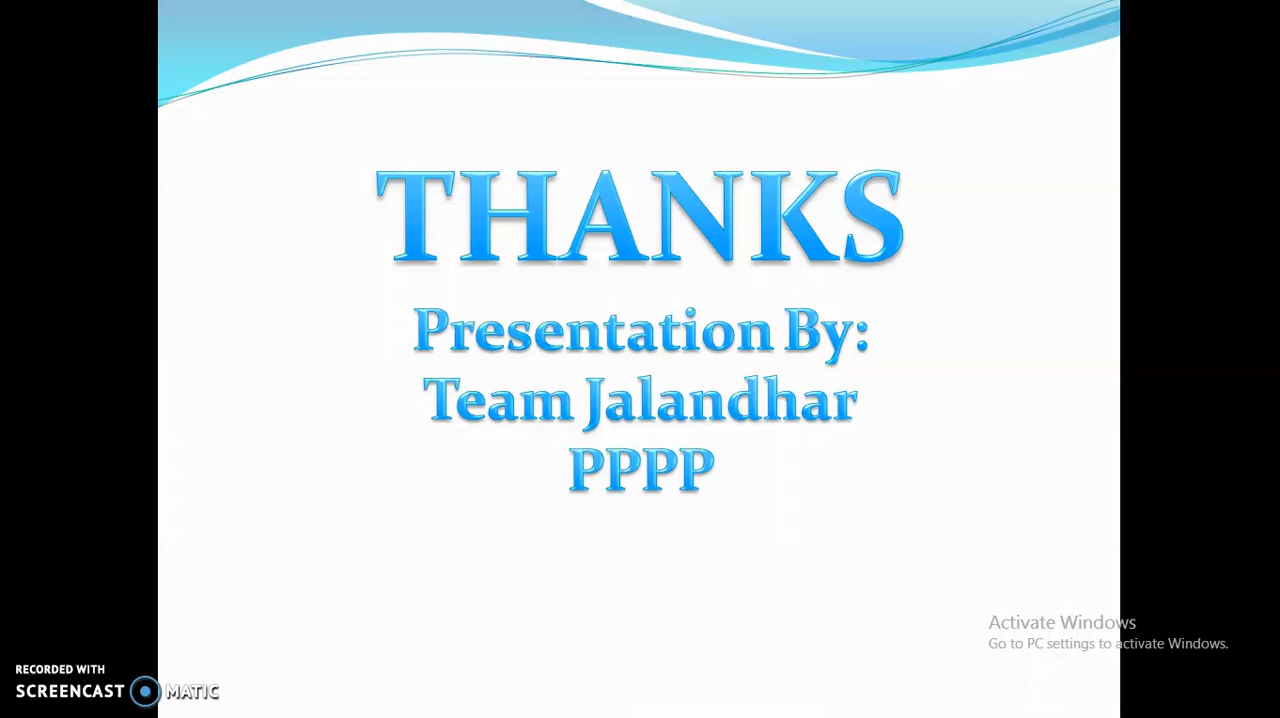 THANKS
Presentation By:
Team Jalandhar
PPPP
Activate Windows
Go to PC settings to activate Windows.
RECORDED WITH
SCREENCAST MATIC